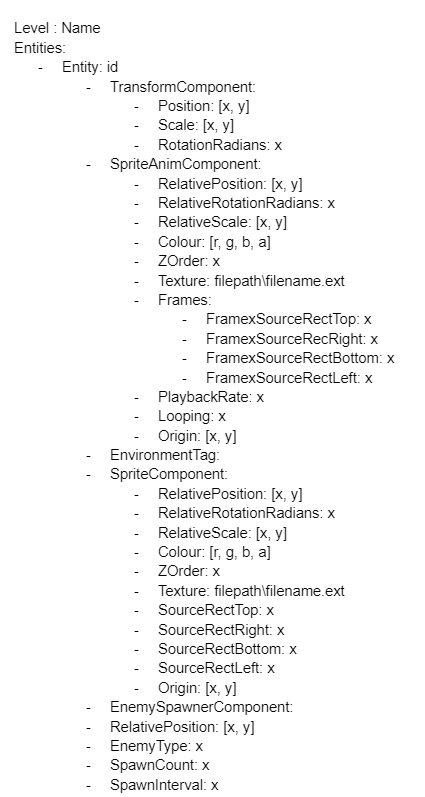 Level : Name
Entities:
- Entity: id
- TransformComponent:
- Position: [x, y]
- Scale: [x, y]
- RotationRadians: x
- SpriteAnimComponent:
- RelativePosition: [x, y]
- RelativeRotationRadians: x
- RelativeScale: [x, y]
- Colour: [r, g, b, a]
- ZOrder: x
- Texture: filepath\filename.ext
- Frames:
- FramexSourceRectTop: x
- FramexSourceRecRight: x
- FramexSourceRectBottom: x
- FramexSourceRectLeft: x
- PlaybackRate: x
- Looping: x
- Origin: [x, y]
- EnvironmentTag:
- SpriteComponent:
- RelativePosition: [x, y]
- RelativeRotationRadians: x
- RelativeScale: [x, y]
- Colour: [r, g, b, a]
- ZOrder: x
- Texture: filepath\filename.ext
- SourceRectTop: x
- SourceRectRight: x
- SourceRectBottom: x
- SourceRectLeft: x
- Origin: [x, y]
- EnemySpawnerComponent:
- RelativePosition: [x, y]
- EnemyType: x
- SpawnCount: x
- SpawnInterval: x